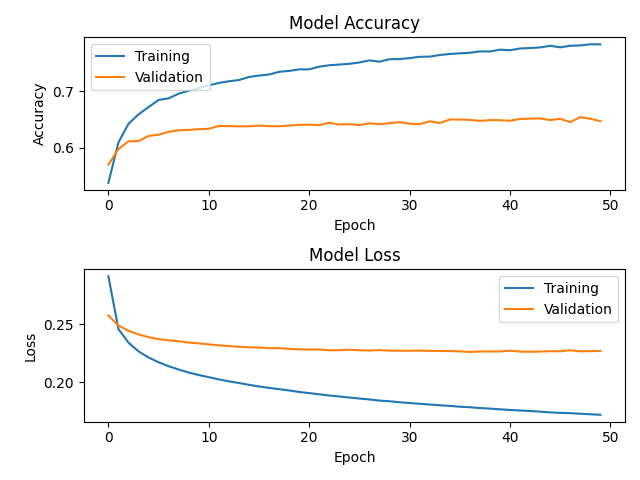 Model Accuracy
Training
Validation
0.7
0.6
Accuracy
0 10 20 30 40 50
Epoch
Model Loss
Training
Validation
0.25
0.20
Loss
0 10 20 30 40 50
Epoch